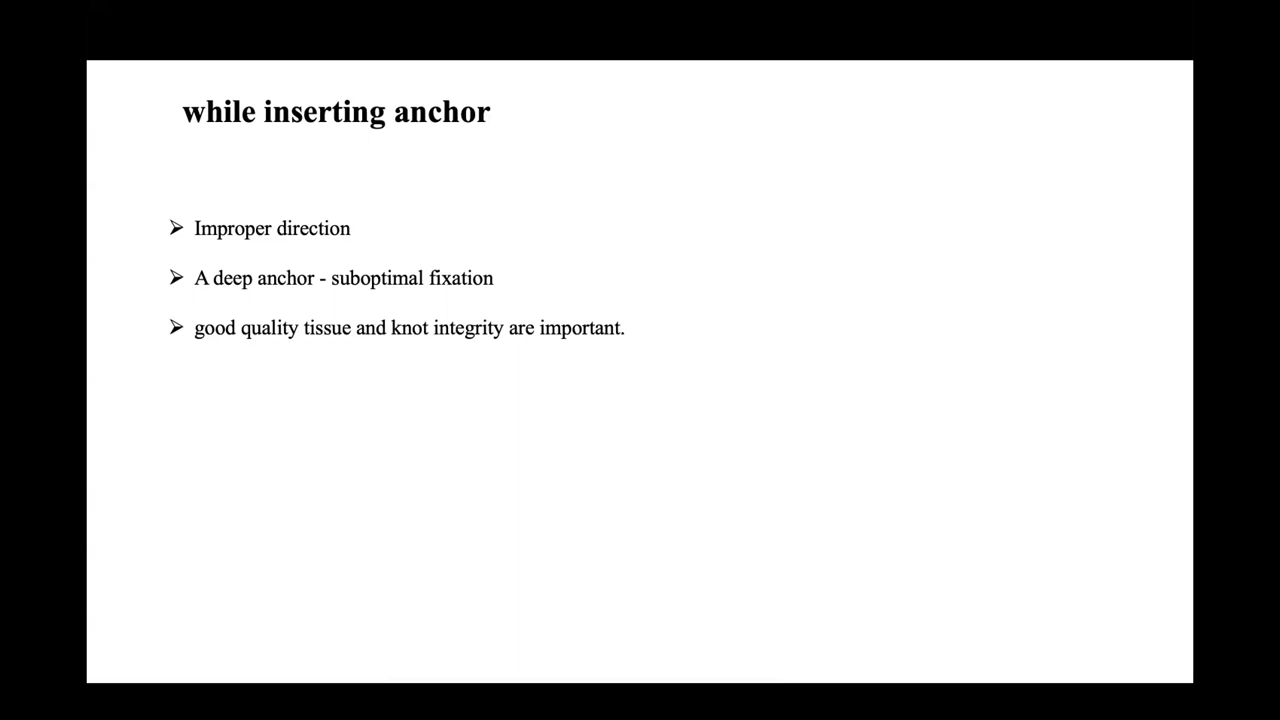 while inserting anchor
➢ Improper direction
➢ A deep anchor - suboptimal fixation
➢ good quality tissue and knot integrity are important.